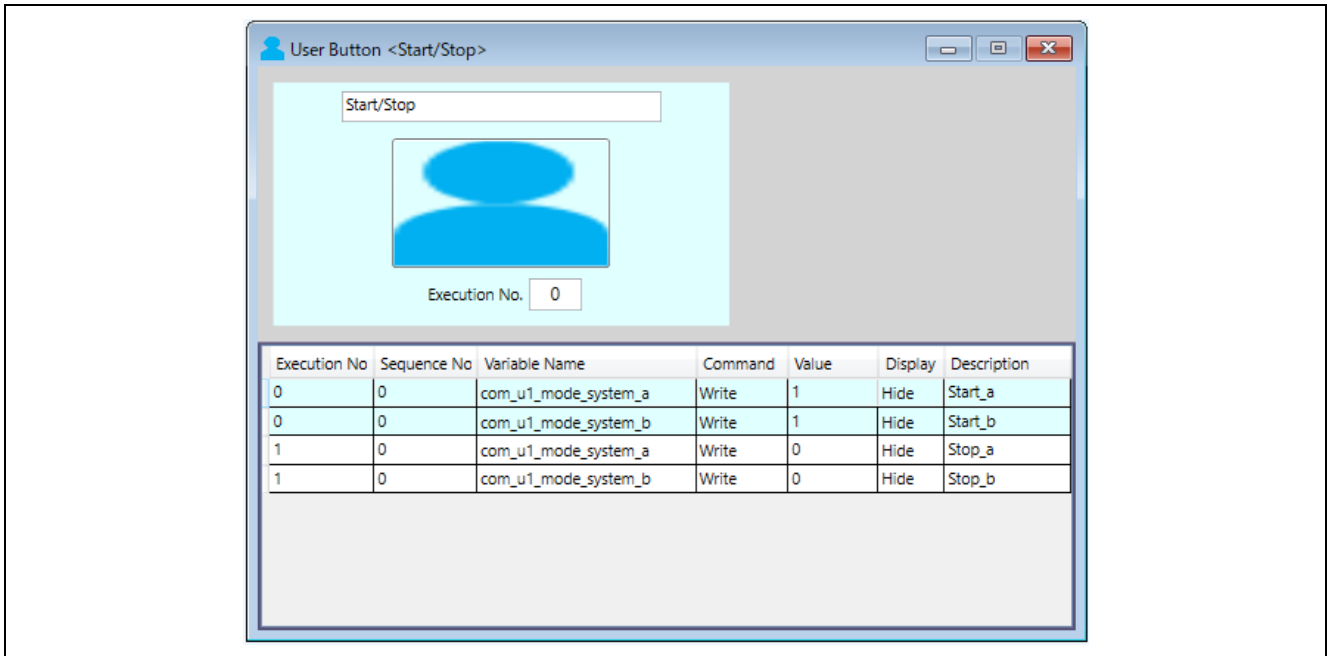 User Button <Start/Stop>
Start/Stop
Execution No. 0
Execution No Sequence No Variable Name Command Value Display Description
0 0 com_u1_mode_system_a Write 1 Hide Start_a
0 0 com_u1_mode_system_b Write 1 Hide Start_b
1 0 com_u1_mode_system_a Write 0 Hide Stop_a
1 0 com_u1_mode_system_b Write 0 Hide Stop_b